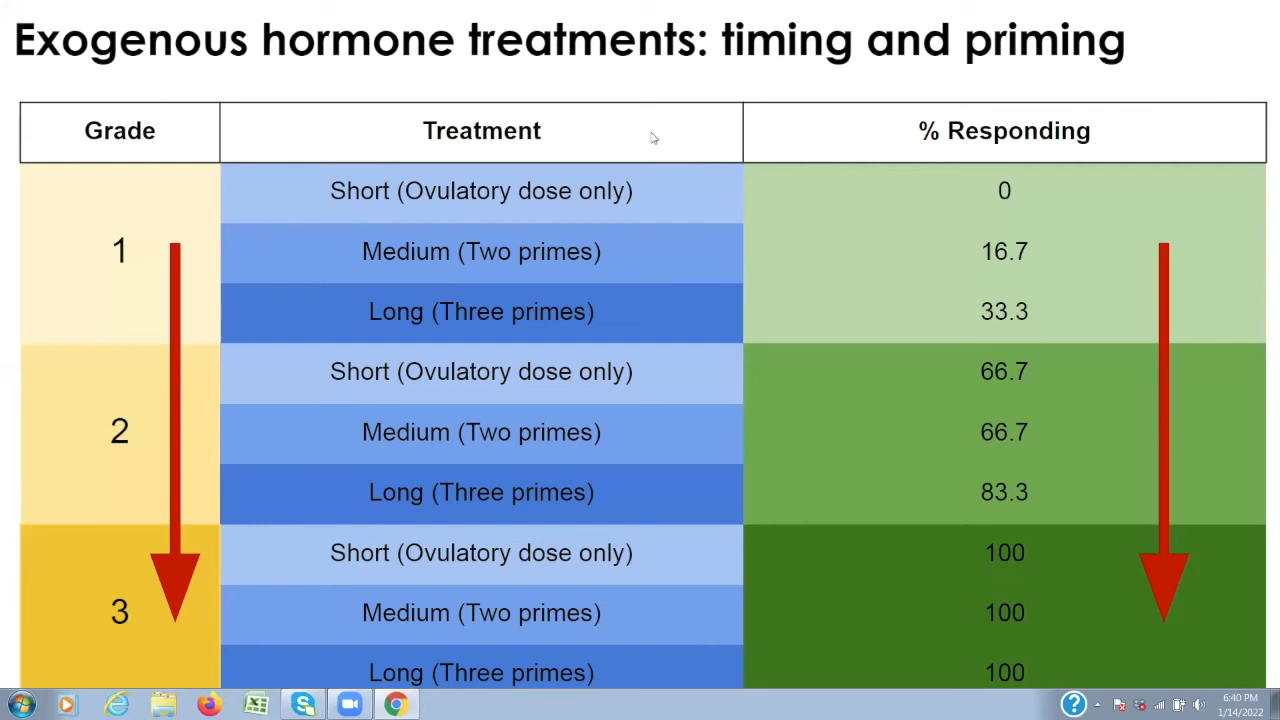 Exogenous hormone treatments: timing and priming
Grade Treatment % Responding
1
Short (Ovulatory dose only) 0
Medium (Two primes) 16.7
Long (Three primes) 33.3
2
Short (Ovulatory dose only) 66.7
Medium (Two primes) 66.7
Long (Three primes) 83.3
3
Short (Ovulatory dose only) 100
Medium (Two primes) 100
Long (Three primes) 100
6:40 PM
1/14/2022